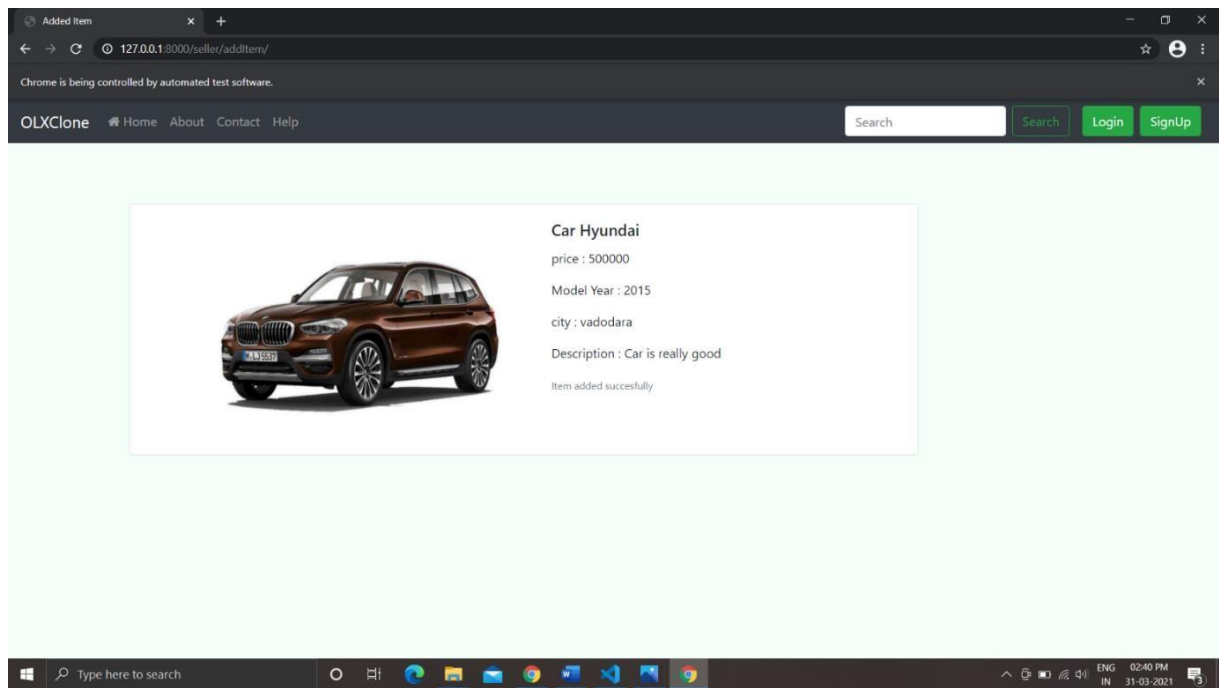 Added Item
127.0.0.1:8000/seller/addItem/
Chrome is being controlled by automated test software.
OLXClone Home About Contact Help Search Search Login SignUp
Car Hyundai
price : 500000
Model Year : 2015
city : vadodara
Description : Car is really good
Item added succesfully
Type here to search
ENG 02:40 PM
IN 31-03-2021
3